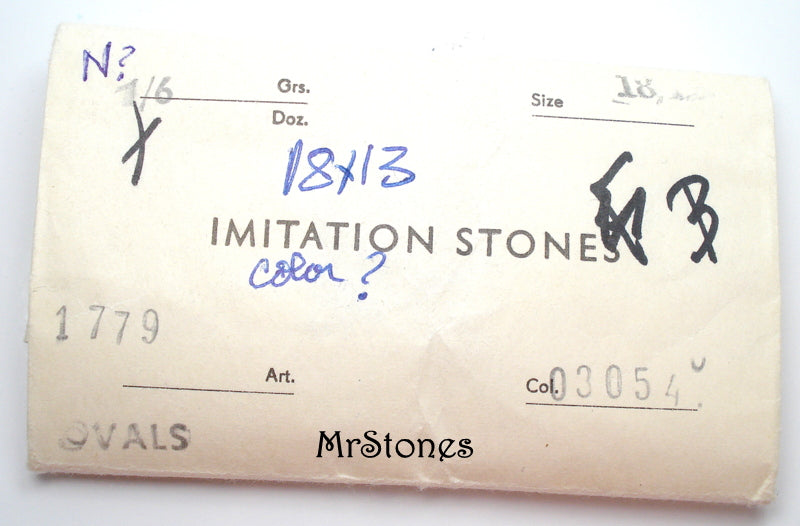 N?
1/6 Grs.
Doz.
Size 18,
18x13
B
IMITATION STONES
color?
1779
Art.
Col. 03054
OVALS
MrStones